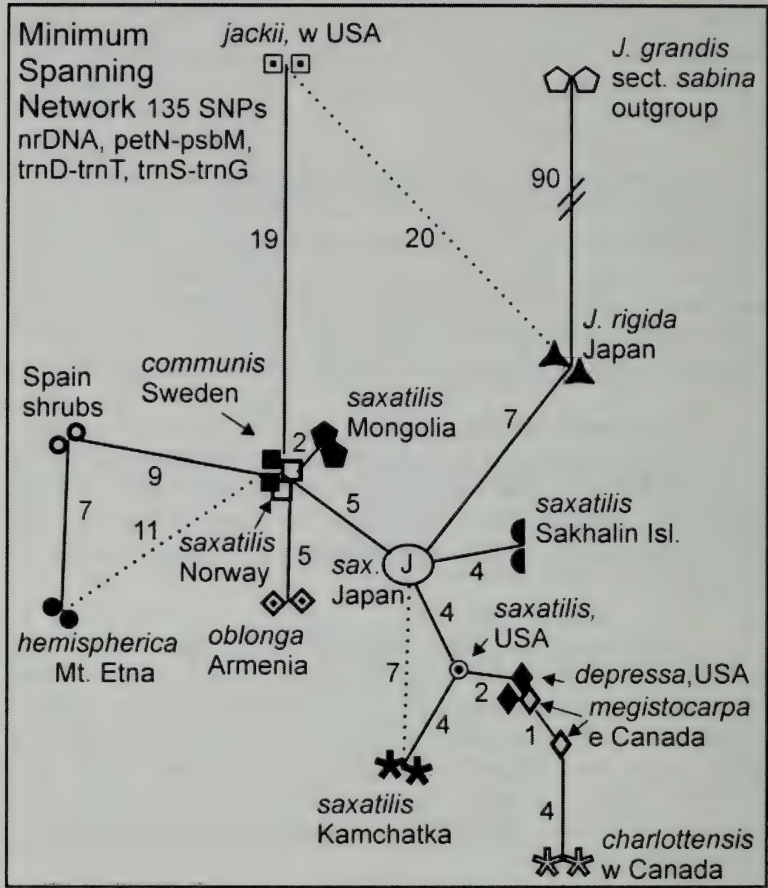 Minimum
Spanning
Network 135 SNPs
nrDNA, petN-psbM,
trnD-trnT, trnS-trnG
jackii, w USA
J. grandis
sect. sabina
outgroup
90
19
20
J. rigida
Japan
communis
Sweden
Spain
shrubs
saxatilis
Mongolia
2
7
9
5
saxatilis
Sakhalin Isl.
7
11
saxatilis
Norway
5
sax.
Japan
J
4
hemispherica
Mt. Etna
oblonga
Armenia
4
saxatilis,
USA
7
2
depressa,USA
megistocarpa
e Canada
4
1
saxatilis
Kamchatka
4
charlottensis
w Canada